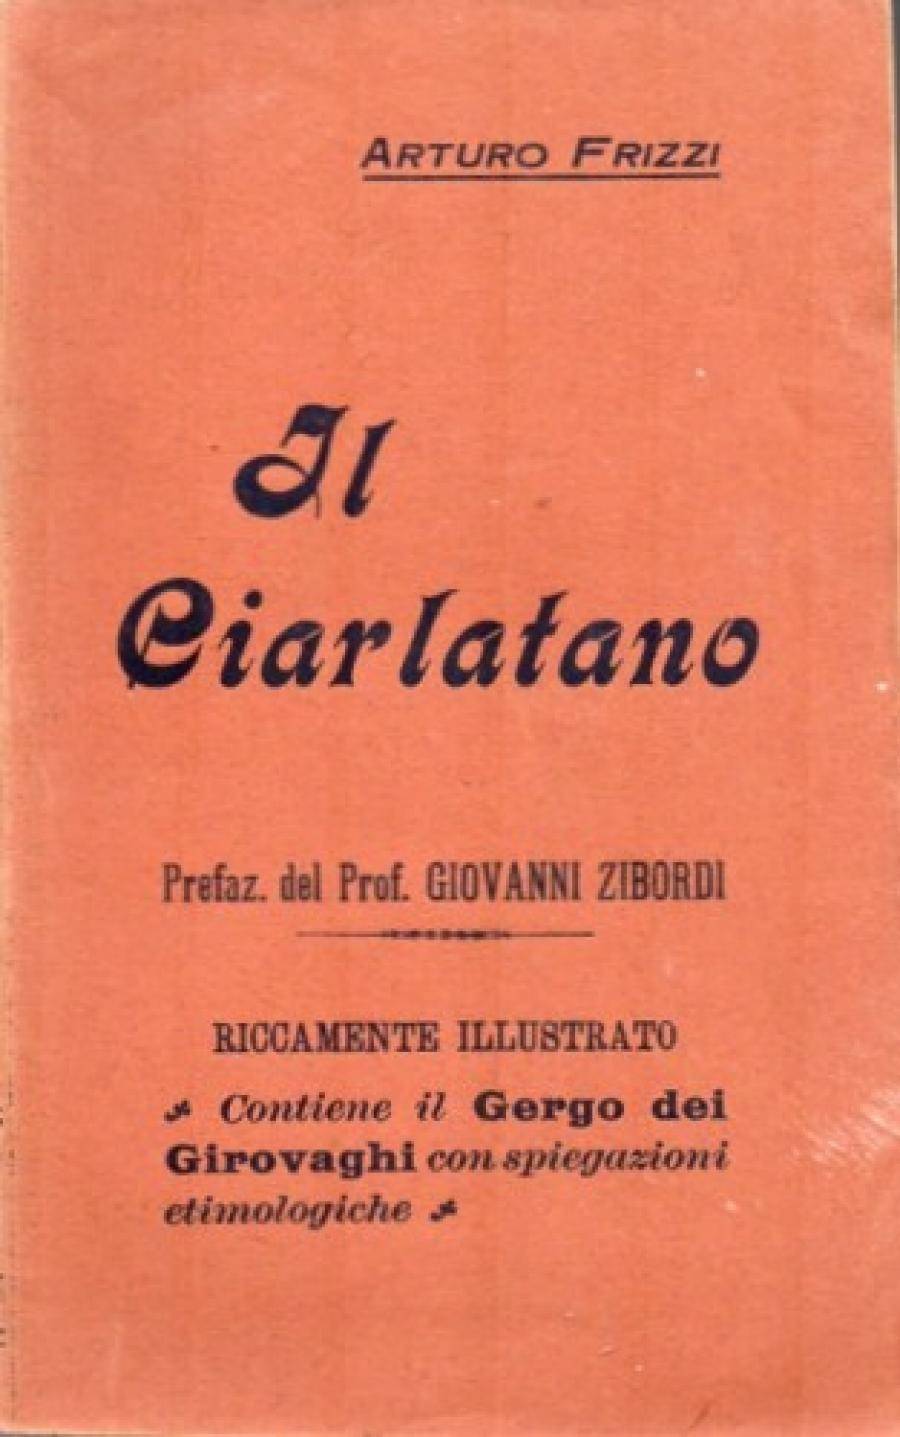 ARTURO FRIZZI
Il
Ciarlatano
Prefaz. del Prof. GIOVANNI ZIBORDI
RICCAMENTE ILLUSTRATO
Contiene il Gergo dei
Girovaghi con spiegazioni
etimologiche